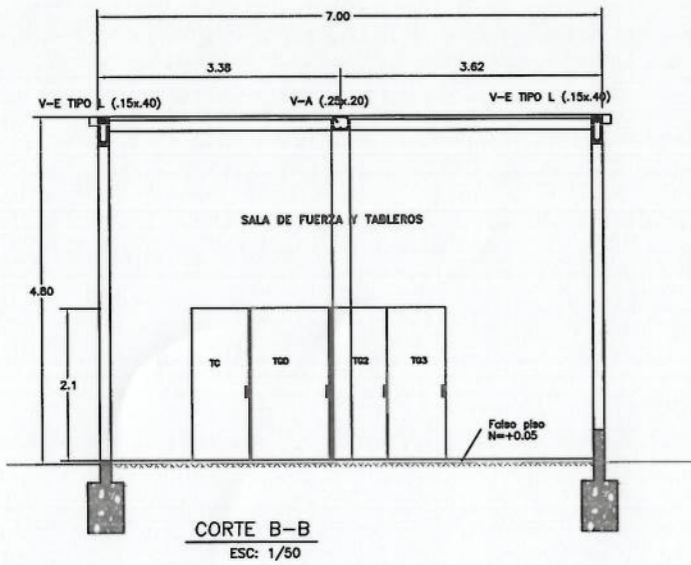 7.00
3.38
3.62
V-E TIPO L (.15x.40)
V-A (.25x.20)
V-E TIPO L (.15x.40)
SALA DE FUERZA Y TABLEROS
4.80
2.1
TC
TGD
TG2
TG3
Falso piso
N=+0.05
CORTE B-B
ESC: 1/50